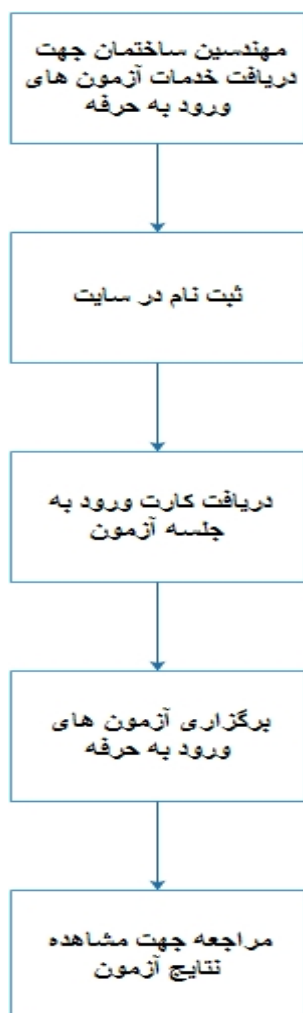 مهندسین ساختمان جهت
دریافت خدمات آزمون های
ورود به حرفه
ثبت نام در سایت
دریافت کارت ورود به
جلسه آزمون
برگزاری آزمون های
ورود به حرفه
مراجعه جهت مشاهده
نتایج آزمون